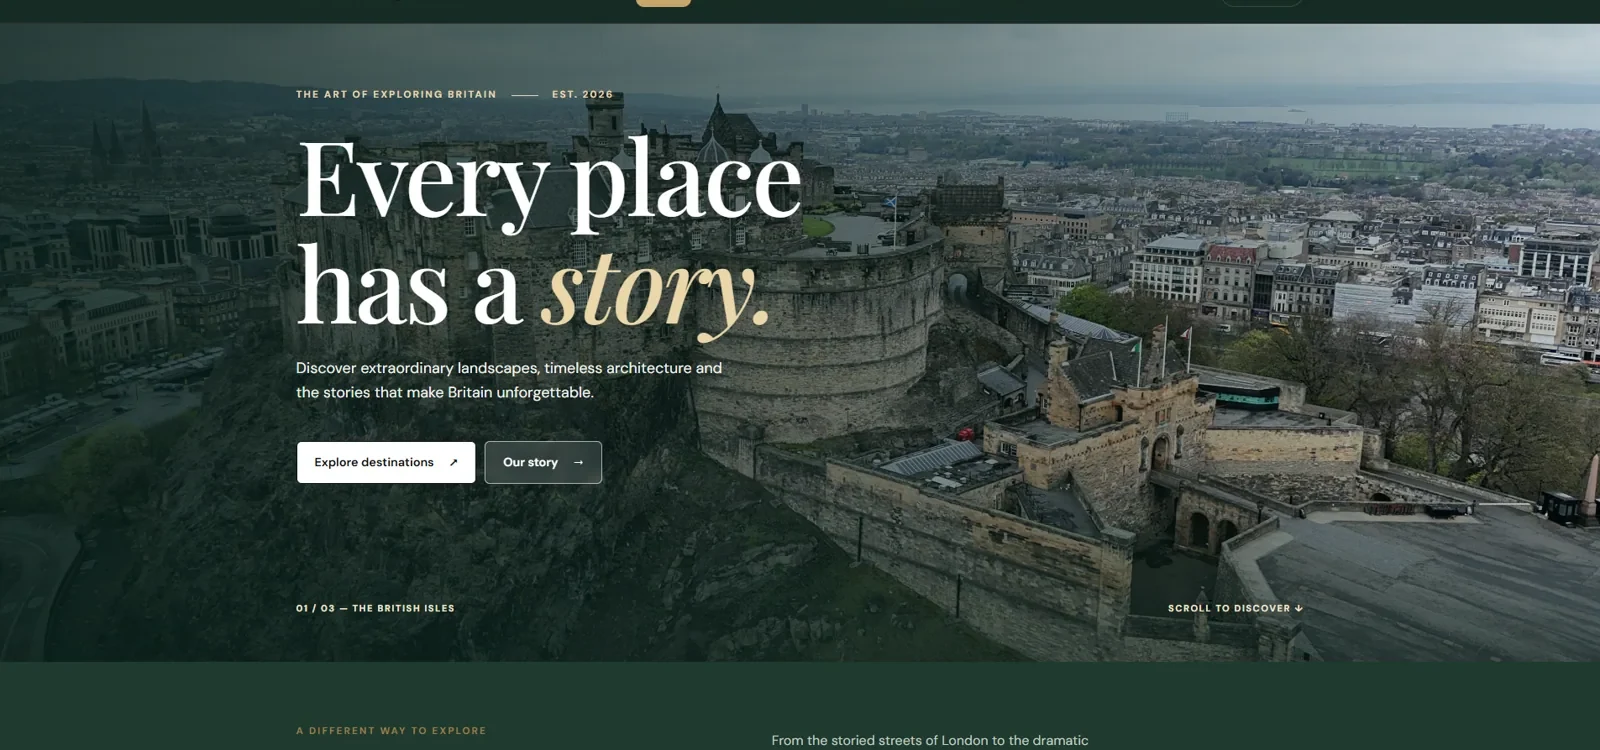 THE ART OF EXPLORING BRITAIN —— EST. 2026
Every place
has a story.
Discover extraordinary landscapes, timeless architecture and
the stories that make Britain unforgettable.
Explore destinations ↗
Our story →
01 / 03 — THE BRITISH ISLES
SCROLL TO DISCOVER ↓
A DIFFERENT WAY TO EXPLORE
From the storied streets of London to the dramatic